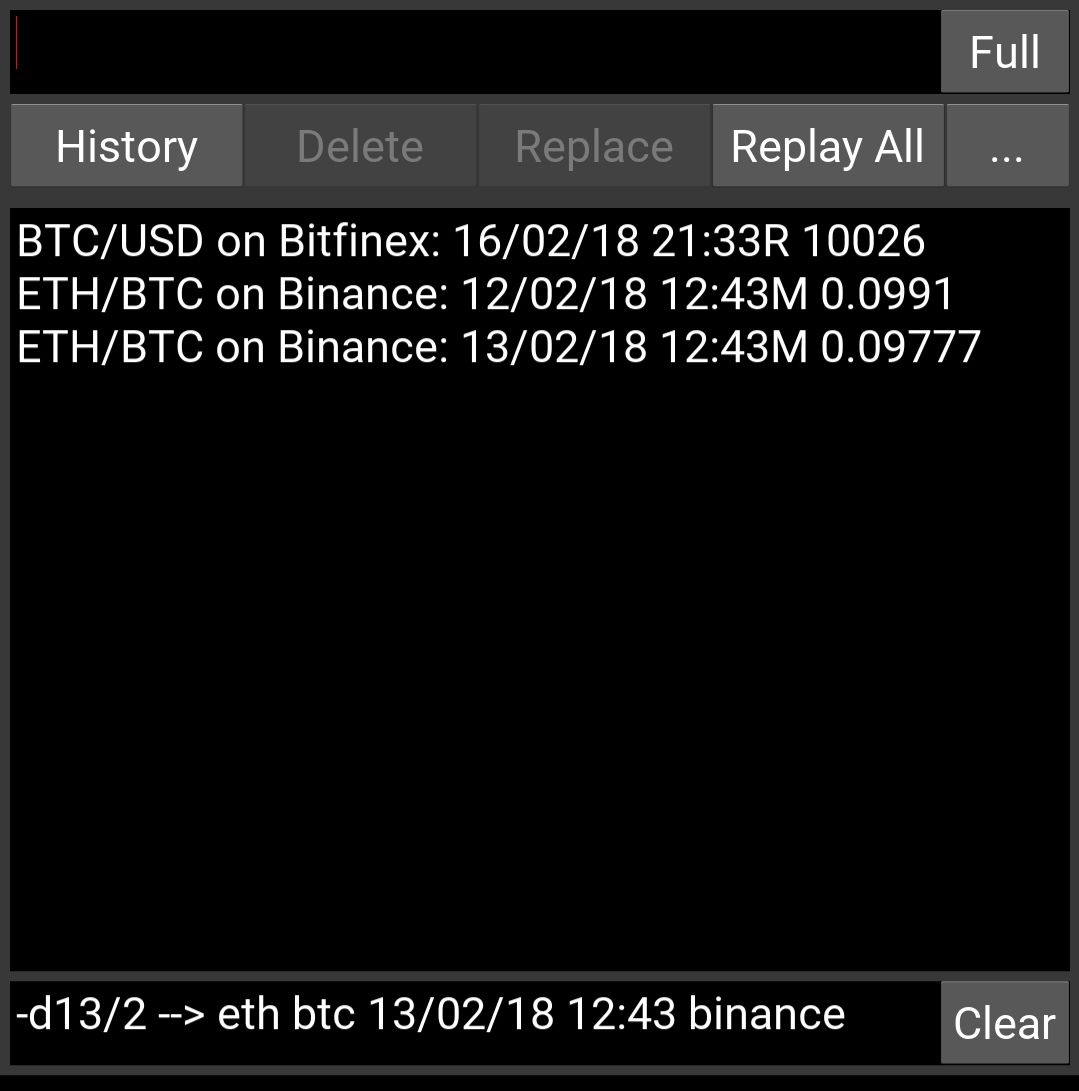 Full
History Delete Replace Replay All ...
BTC/USD on Bitfinex: 16/02/18 21:33R 10026
ETH/BTC on Binance: 12/02/18 12:43M 0.0991
ETH/BTC on Binance: 13/02/18 12:43M 0.09777
-d13/2 --> eth btc 13/02/18 12:43 binance Clear